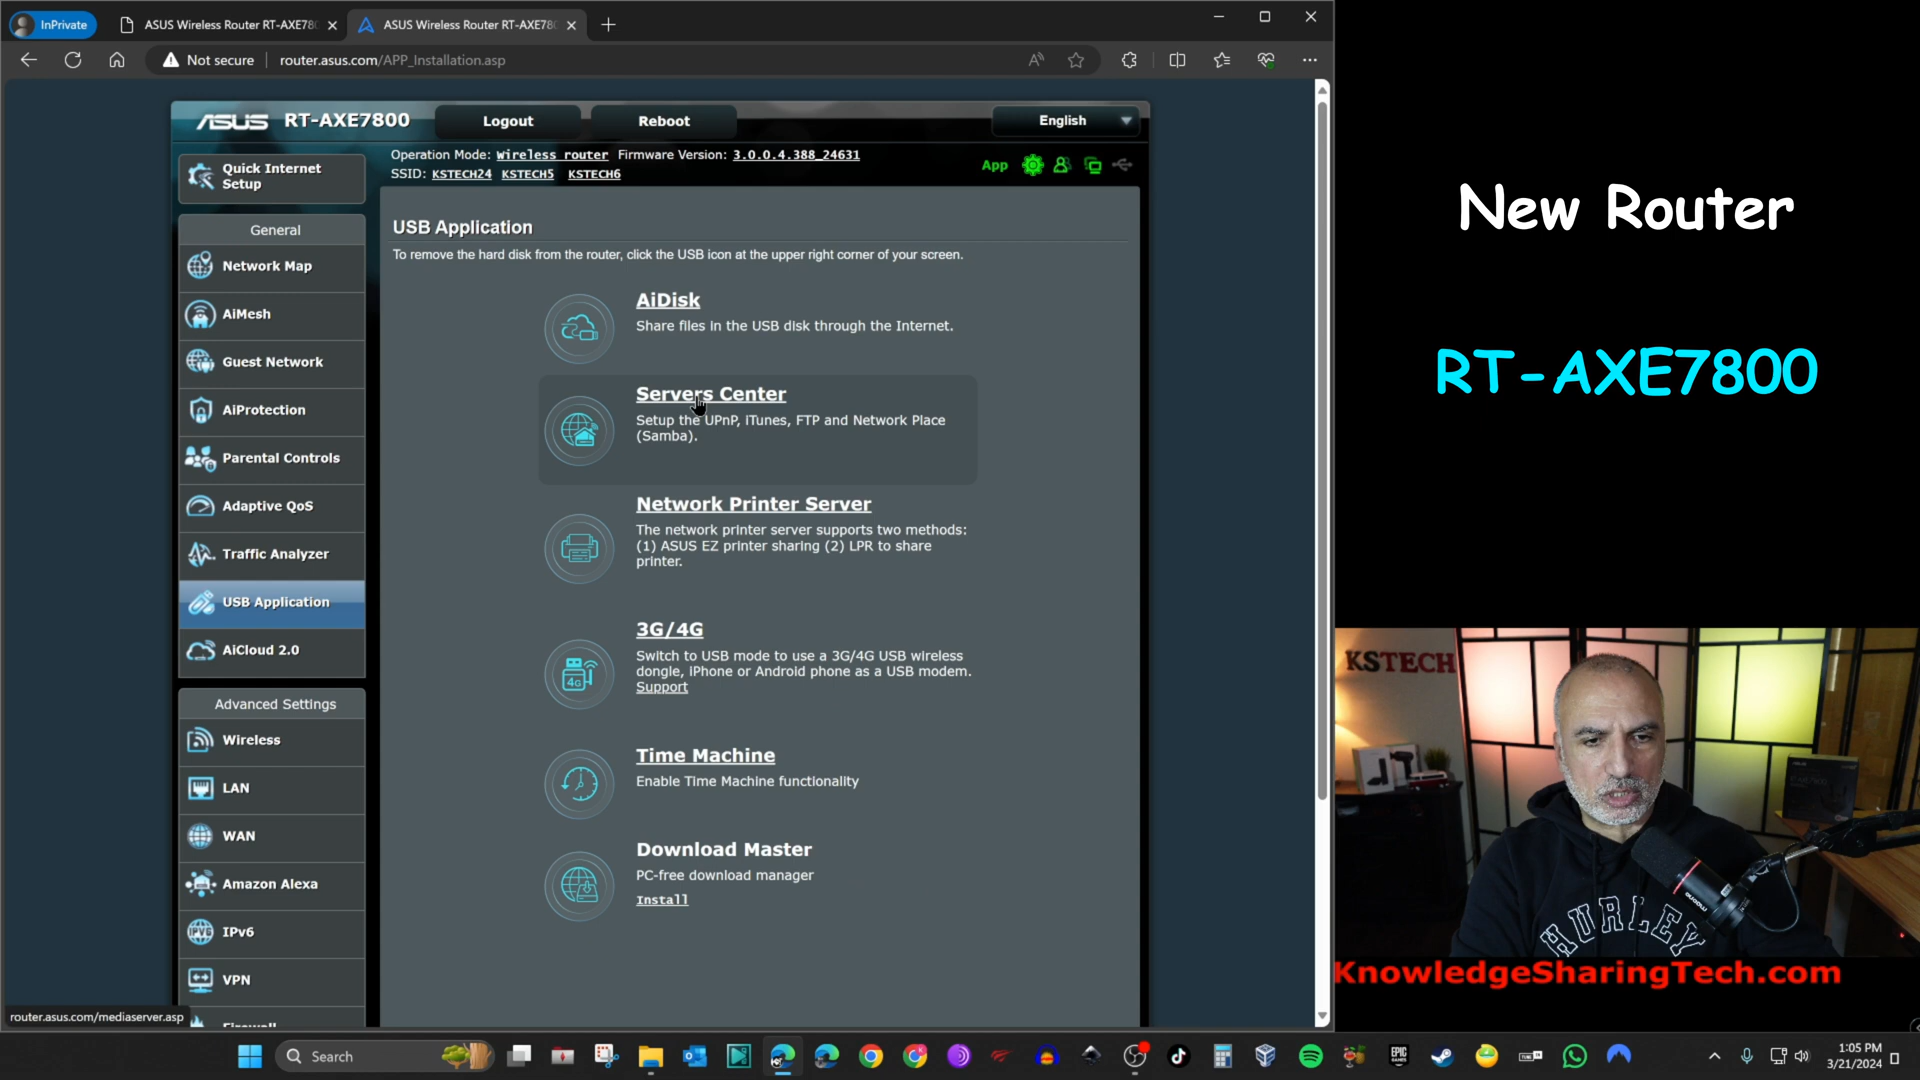 InPrivate
ASUS Wireless Router RT-AXE78
ASUS Wireless Router RT-AXE780
Not secure
router.asus.com/APP_Installation.asp
ASUS RT-AXE7800
Logout
Reboot
English
Operation Mode: Wireless router Firmware Version: 3.0.0.4.388_24631
SSID: KSTECH24 KSTECH5 KSTECH6
App
Quick Internet
Setup
General
Network Map
AiMesh
Guest Network
AiProtection
Parental Controls
Adaptive QoS
Traffic Analyzer
USB Application
AiCloud 2.0
Advanced Settings
Wireless
LAN
WAN
Amazon Alexa
IPv6
VPN
Firewall
USB Application
To remove the hard disk from the router, click the USB icon at the upper right corner of your screen.
AiDisk
Share files in the USB disk through the Internet.
Servers Center
Setup the UPnP, iTunes, FTP and Network Place
(Samba).
Network Printer Server
The network printer server supports two methods:
(1) ASUS EZ printer sharing (2) LPR to share
printer.
3G/4G
Switch to USB mode to use a 3G/4G USB wireless
dongle, iPhone or Android phone as a USB modem.
Support
4G
Time Machine
Enable Time Machine functionality
Download Master
PC-free download manager
Install
router.asus.com/mediaserver.asp
New Router
RT-AXE7800
KSTECH
HURLEY
KnowledgeSharingTech.com
Search
EPIC
GAMES
1:05 PM
3/21/2024